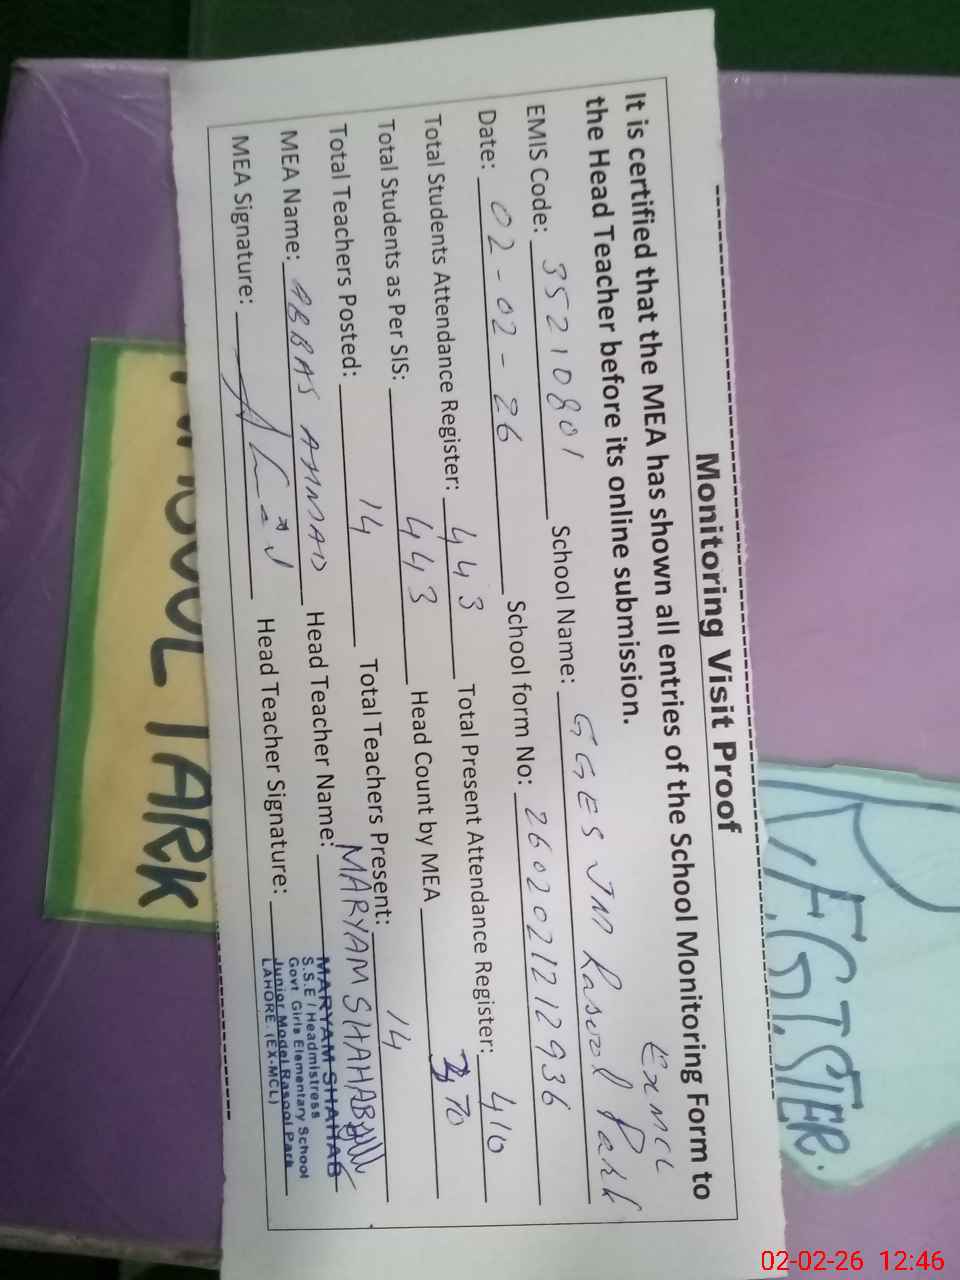 Monitoring Visit Proof
It is certified that the MEA has shown all entries of the School Monitoring Form to
the Head Teacher before its online submission.
EMIS Code: 35210801 School Name: GGES JM Rasool Park Ex MCL
Date: 02-02-26 School form No: 2602021212936
Total Students Attendance Register: 443 Total Present Attendance Register: 410
Total Students as Per SIS: 443 Head Count by MEA 370
Total Teachers Posted: 14 Total Teachers Present: 14
MEA Name: ABBAS AHMAD Head Teacher Name: MARYAM SHAHAB
MEA Signature: Head Teacher Signature:
MARYAM SHAHAB
S.S.E / Headmistress
Govt Girls Elementary School
Junior Model Rasool Park
LAHORE. (EX-MCL)
PARK
02-02-26 12:46